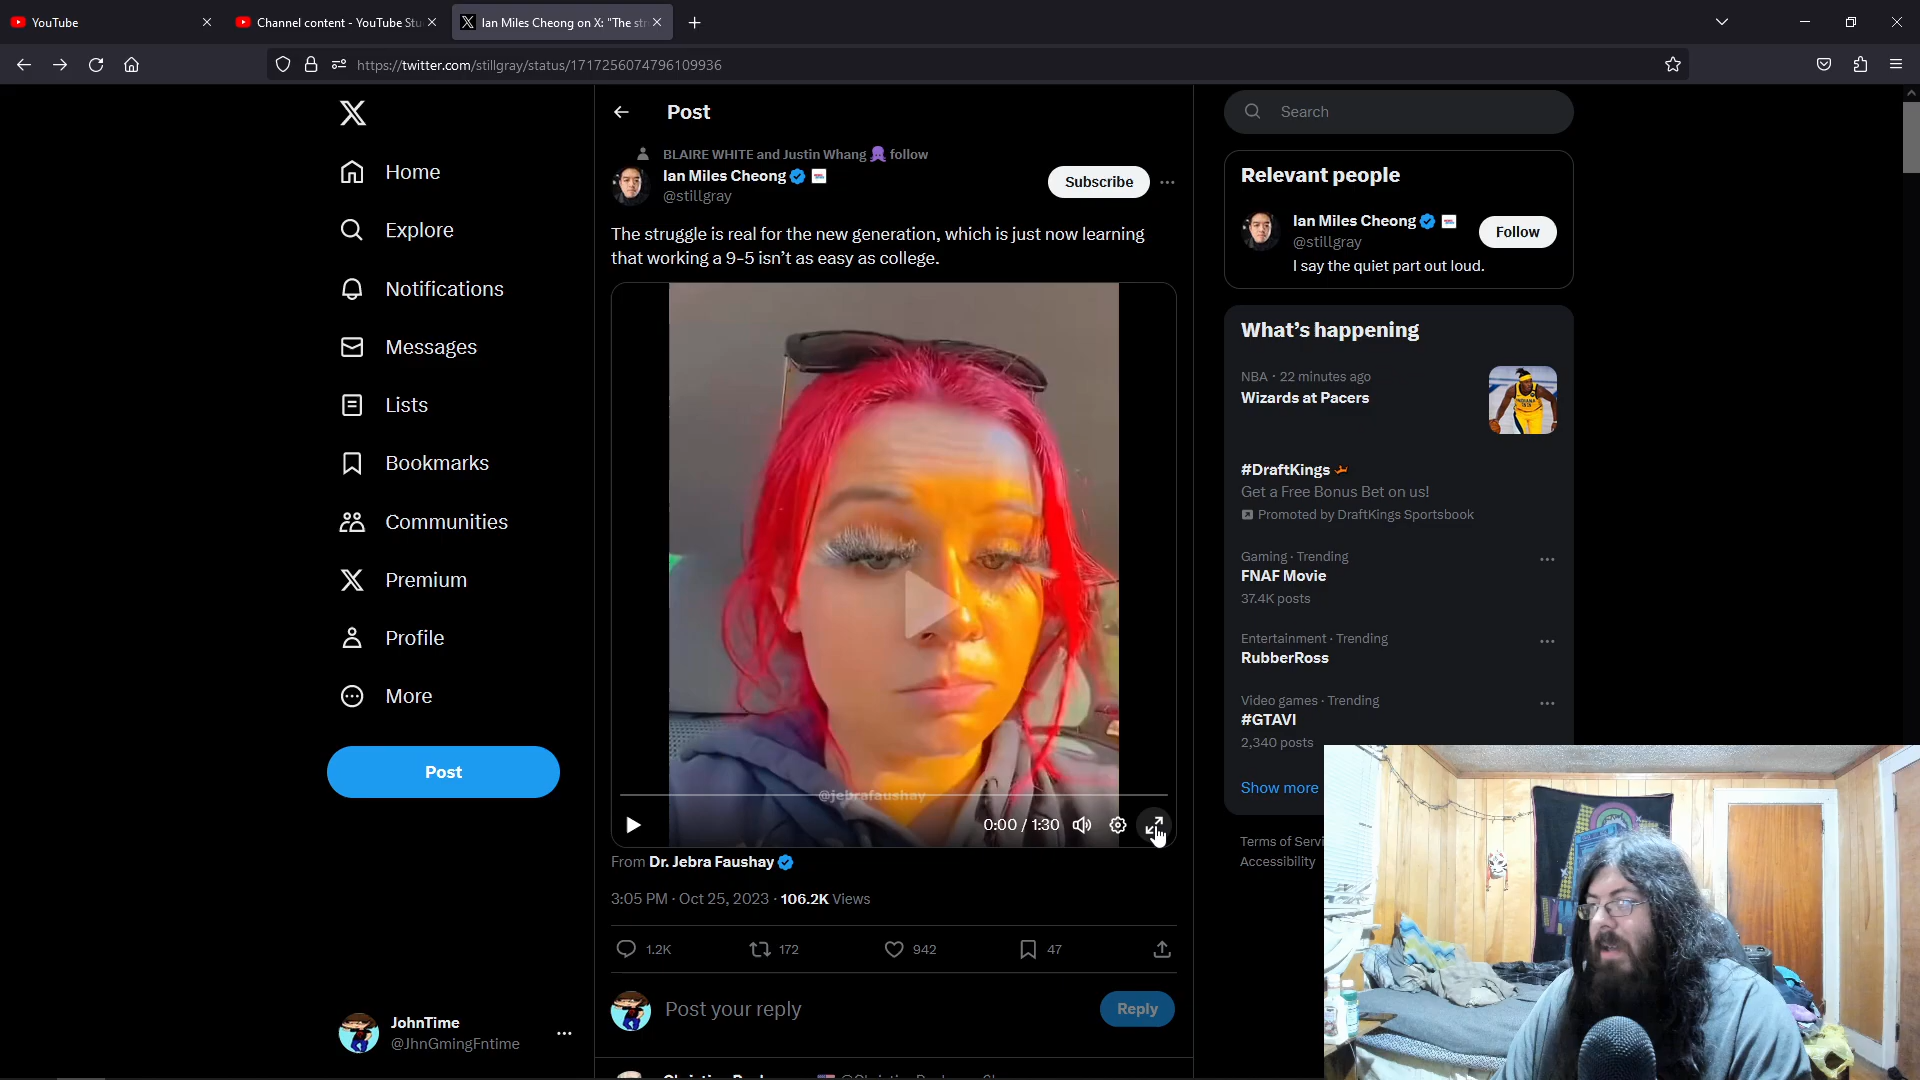 YouTube
Channel content - YouTube Stu
Ian Miles Cheong on X: "The str
https://twitter.com/stillgray/status/1717256074796109936
Home
Explore
Notifications
Messages
Lists
Bookmarks
Communities
Premium
Profile
More
Post
JohnTime
@JhnGmingFntime
Post
BLAIRE WHITE and Justin Whang follow
Ian Miles Cheong
@stillgray
Subscribe
The struggle is real for the new generation, which is just now learning
that working a 9-5 isn't as easy as college.
@jebrafaushay
0:00 / 1:30
From Dr. Jebra Faushay
3:05 PM · Oct 25, 2023 · 106.2K Views
1.2K 172 942 47
Post your reply
Reply
Search
Relevant people
Ian Miles Cheong
@stillgray
Follow
I say the quiet part out loud.
What's happening
NBA · 22 minutes ago
Wizards at Pacers
#DraftKings
Get a Free Bonus Bet on us!
Promoted by DraftKings Sportsbook
Gaming · Trending
FNAF Movie
37.4K posts
Entertainment · Trending
RubberRoss
Video games · Trending
#GTAVI
2,340 posts
Show more
Terms of Servi
Accessibility